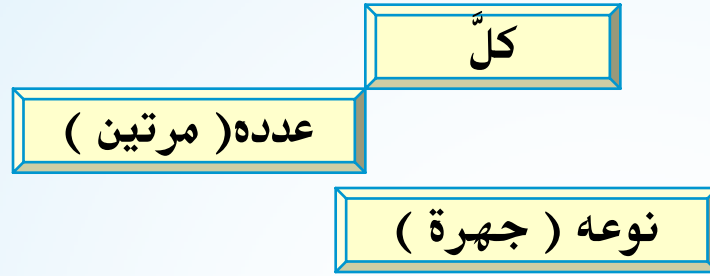 كلَّ
عدده( مرتين )
نوعه ( جهرة )